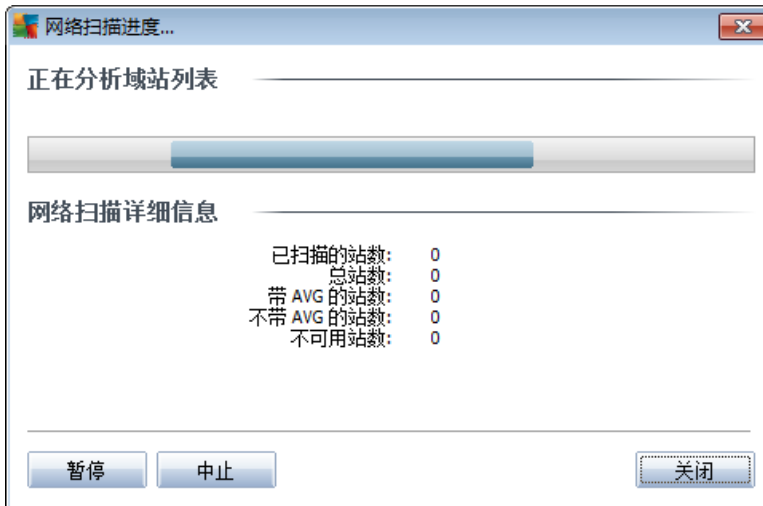 网络扫描进度...
正在分析域站列表
网络扫描详细信息
已扫描的站数: 0
总站数: 0
带 AVG 的站数: 0
不带 AVG 的站数: 0
不可用站数: 0
暂停 中止 关闭